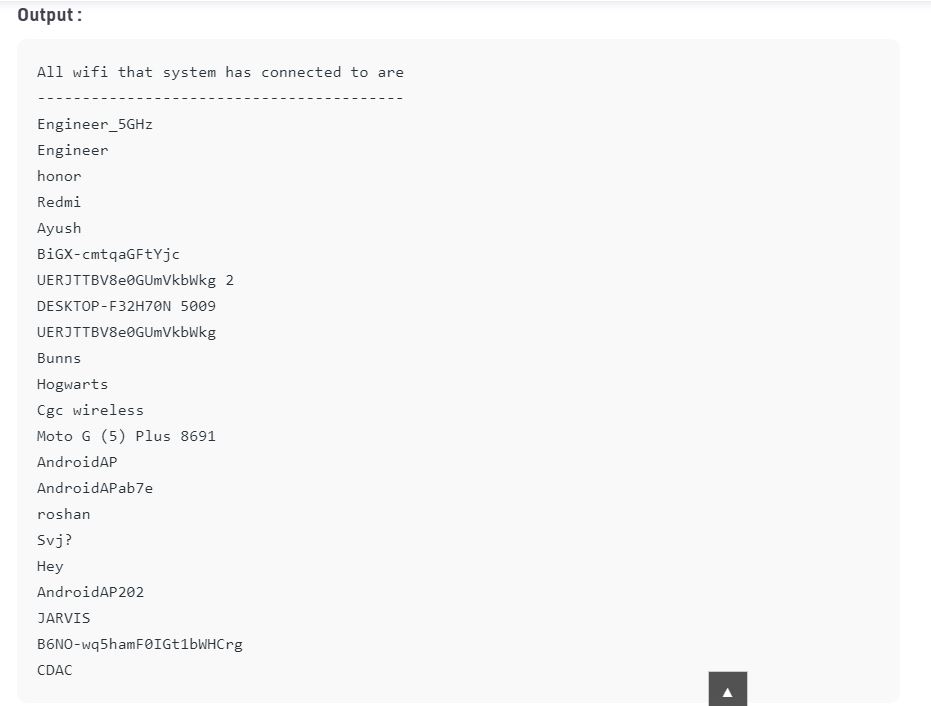 Output :
All wifi that system has connected to are
-----------------------------------------
Engineer_5GHz
Engineer
honor
Redmi
Ayush
BiGX-cmtqaGFtYjc
UERJTTBV8e0GUmVkbWkg 2
DESKTOP-F32H70N 5009
UERJTTBV8e0GUmVkbWkg
Bunns
Hogwarts
Cgc wireless
Moto G (5) Plus 8691
AndroidAP
AndroidAPab7e
roshan
Svj?
Hey
AndroidAP202
JARVIS
B6NO-wq5hamF0IGt1bWHCrg
CDAC